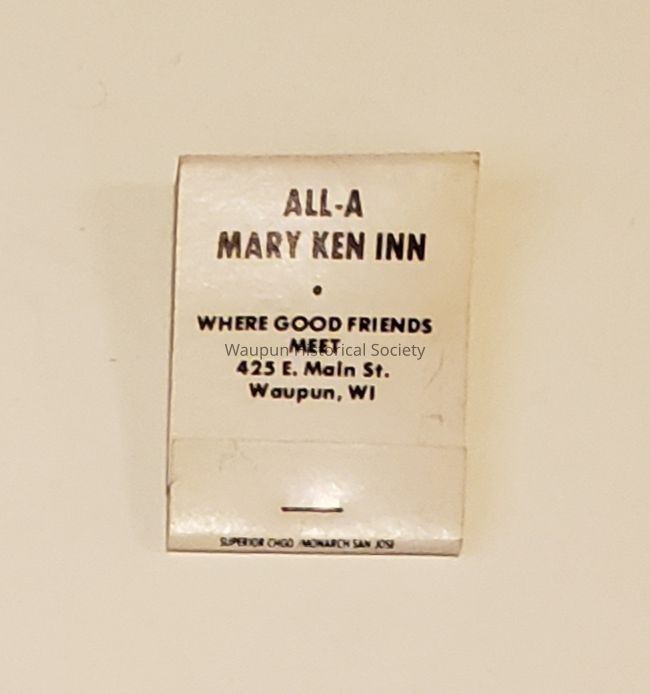 ALL-A
MARY KEN INN
WHERE GOOD FRIENDS
MEET
Waupun Historical Society
425 E. Main St.
Waupun, WI
SUPERIOR CHGO/MONARCH SAN JOSE